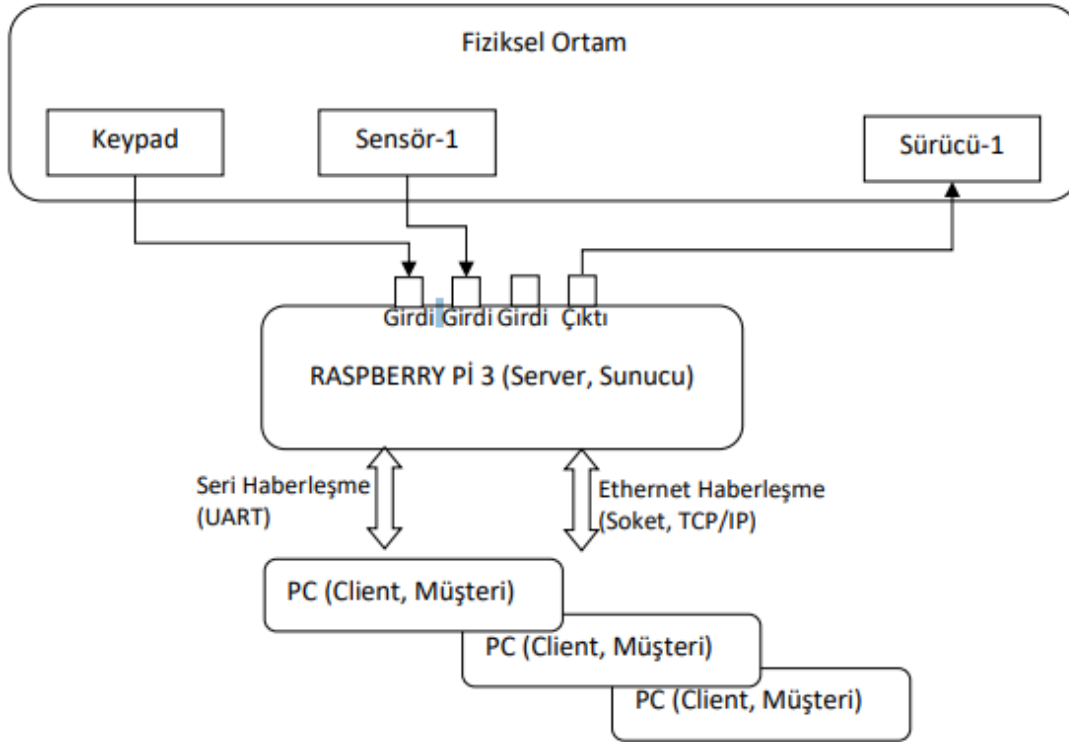 Fiziksel Ortam
Keypad
Sensör-1
Sürücü-1
Girdi Girdi Girdi Çıktı
RASPBERRY Pİ 3 (Server, Sunucu)
Seri Haberleşme
(UART)
Ethernet Haberleşme
(Soket, TCP/IP)
PC (Client, Müşteri)
PC (Client, Müşteri)
PC (Client, Müşteri)